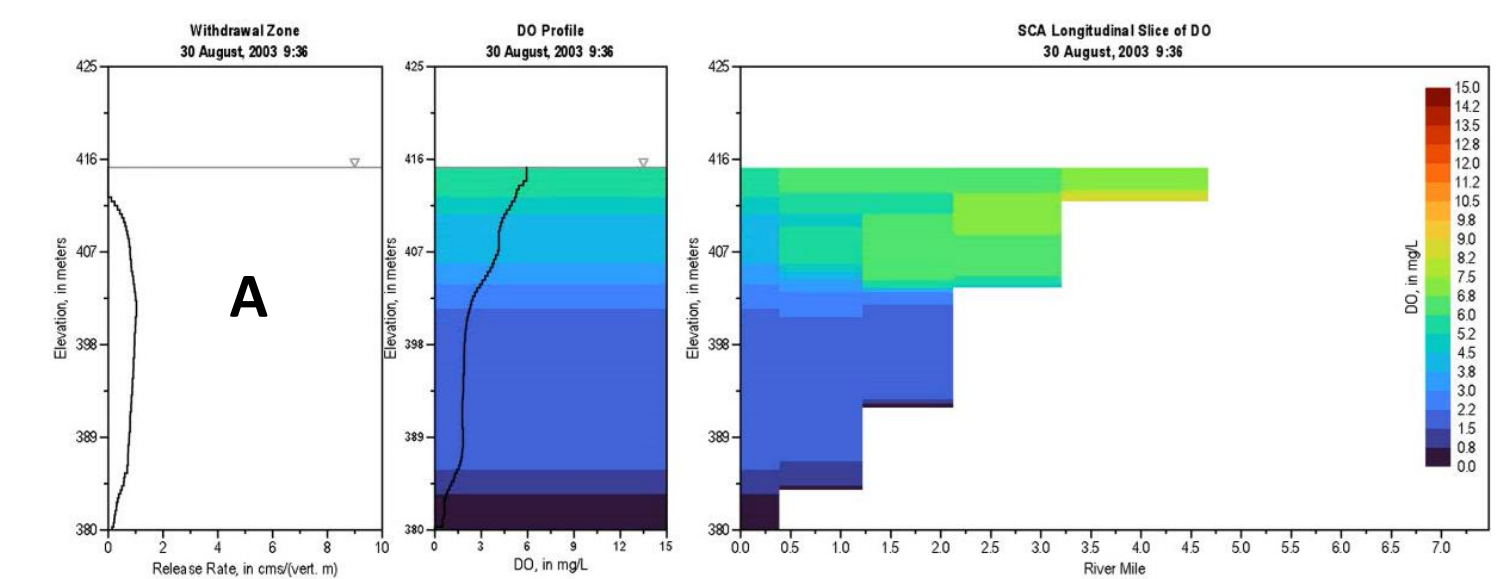 Withdrawal Zone
30 August, 2003 9:36
425
416
407
398
389
380
Elevation, in meters
A
0 2 4 6 8 10
Release Rate, in cms/(vert. m)
DO Profile
30 August, 2003 9:36
425
416
407
398
389
380
Elevation, in meters
0 3 6 9 12 15
DO, in mg/L
SCA Longitudinal Slice of DO
30 August, 2003 9:36
425
416
407
398
389
380
Elevation, in meters
0.0 0.5 1.0 1.5 2.0 2.5 3.0 3.5 4.0 4.5 5.0 5.5 6.0 6.5 7.0
River Mile
DO, in mg/L
15.0
14.2
13.5
12.8
12.0
11.2
10.5
9.8
9.0
8.2
7.5
6.8
6.0
5.2
4.5
3.8
3.0
2.2
1.5
0.8
0.0